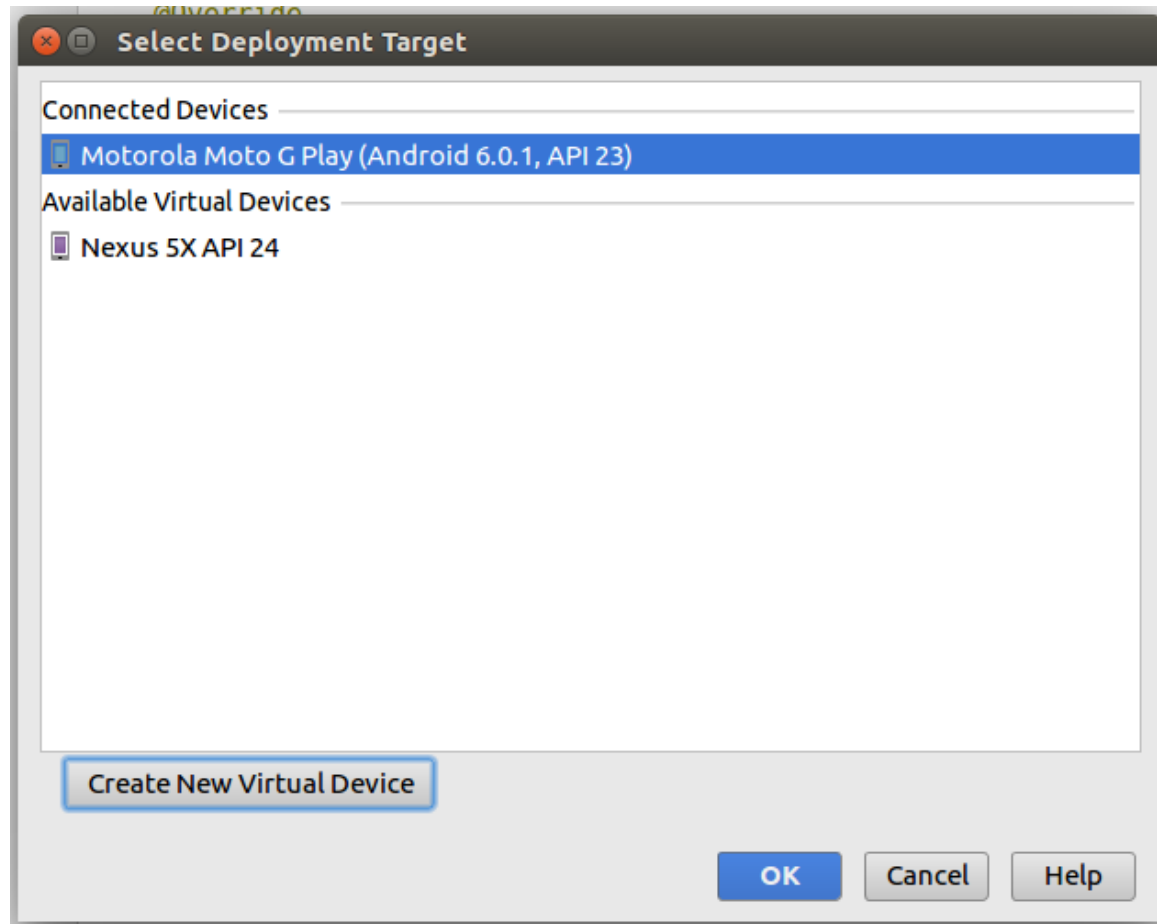 @Override
Select Deployment Target
Connected Devices
Motorola Moto G Play (Android 6.0.1, API 23)
Available Virtual Devices
Nexus 5X API 24
Create New Virtual Device
OK Cancel Help